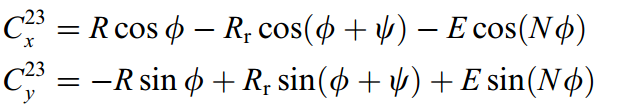 C_x^{23} = R cos ϕ − R_r cos(ϕ + ψ) − E cos(Nϕ)
C_y^{23} = −R sin ϕ + R_r sin(ϕ + ψ) + E sin(Nϕ)